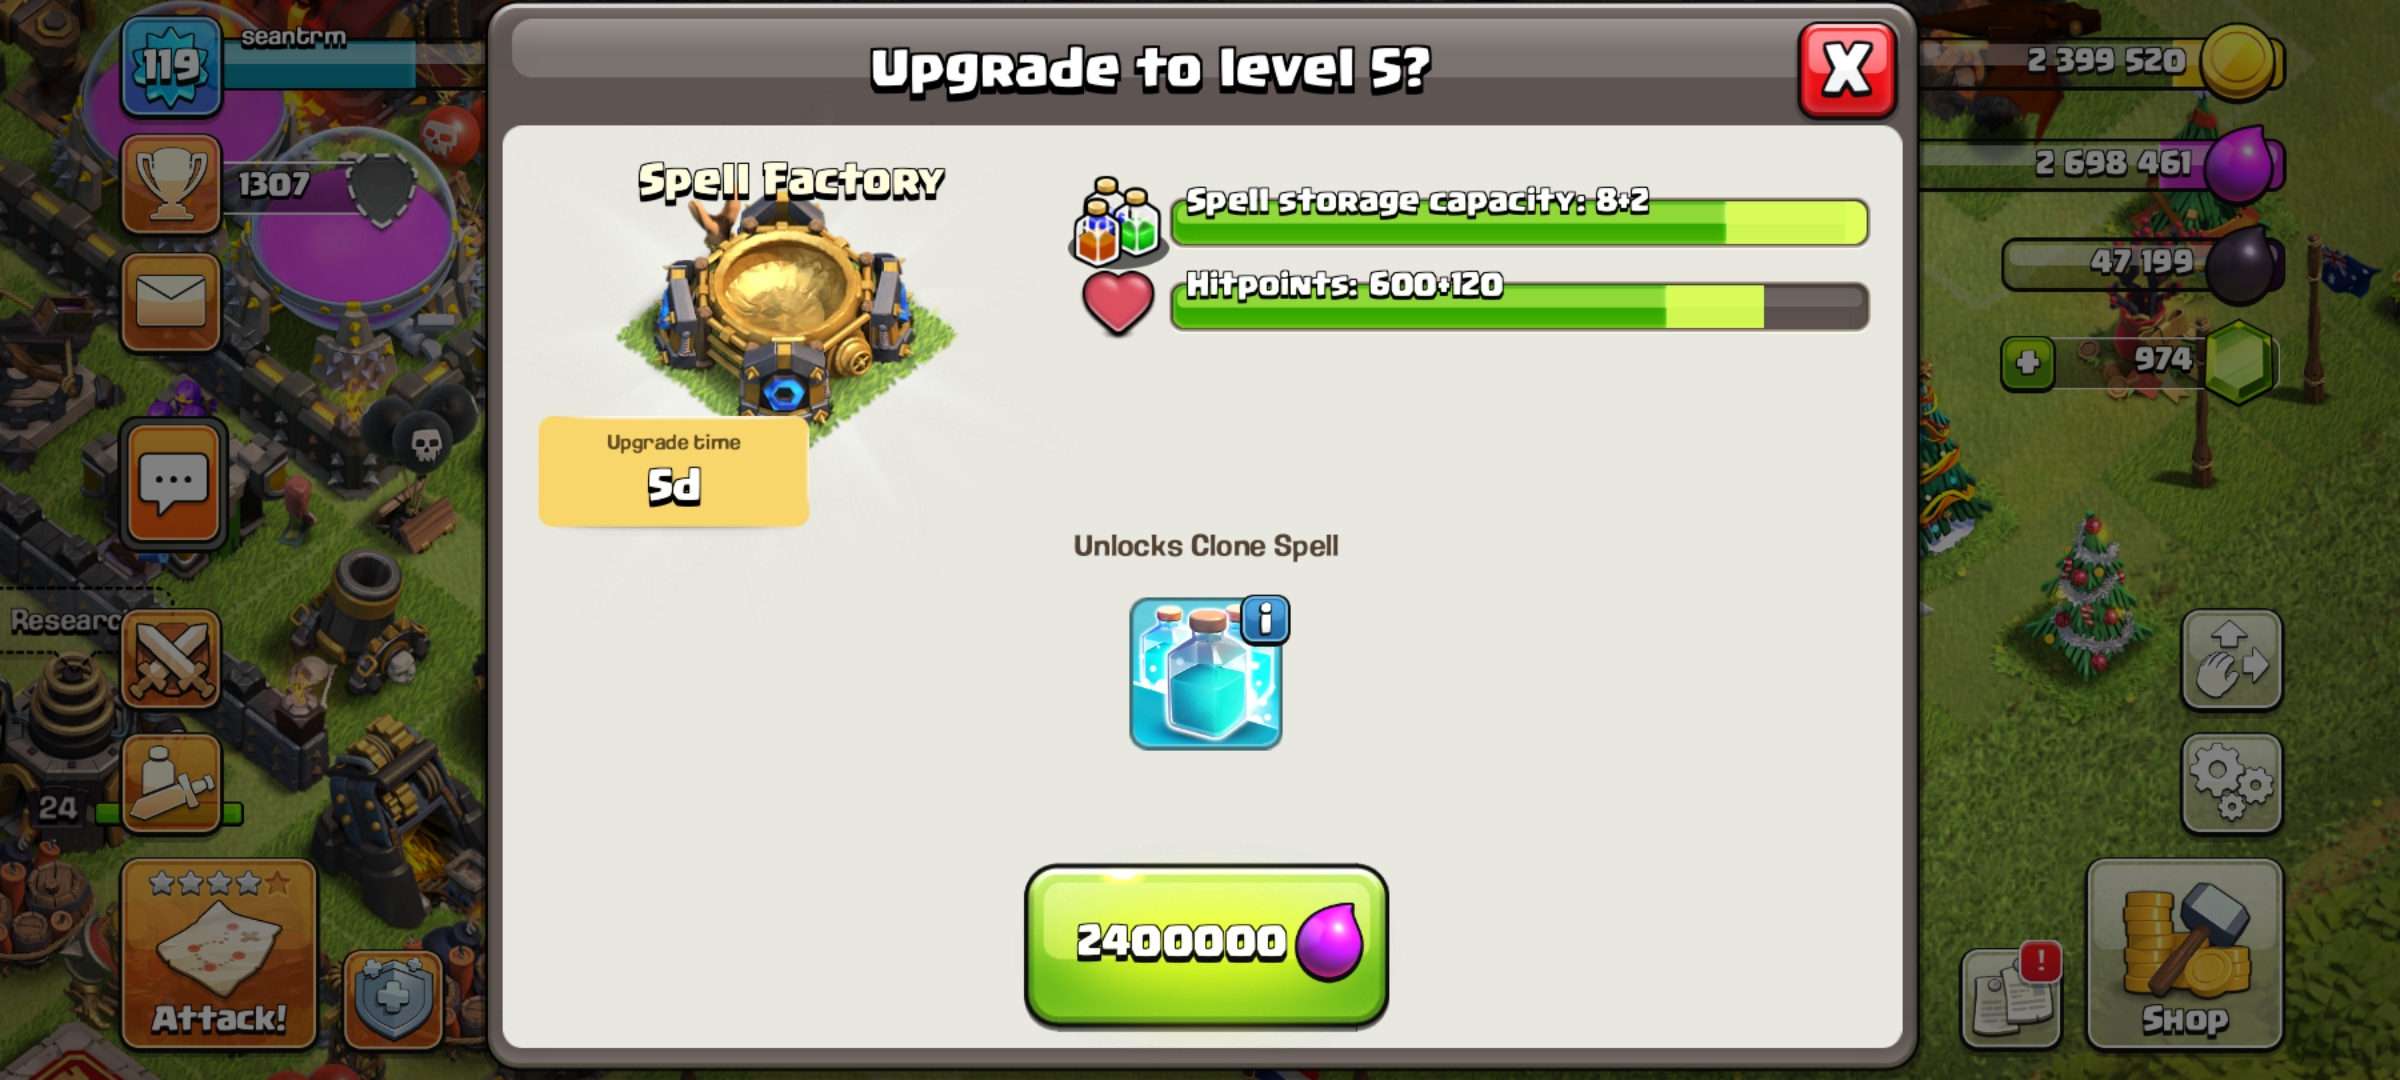 119
seantrm
1307
Upgrade to level 5?
X
2 399 520
2 698 461
47 199
974
Spell Factory
Spell storage capacity: 8+2
Hitpoints: 600+120
Upgrade time
5d
Unlocks Clone Spell
i
Researc
24
2400000
Attack!
!
Shop